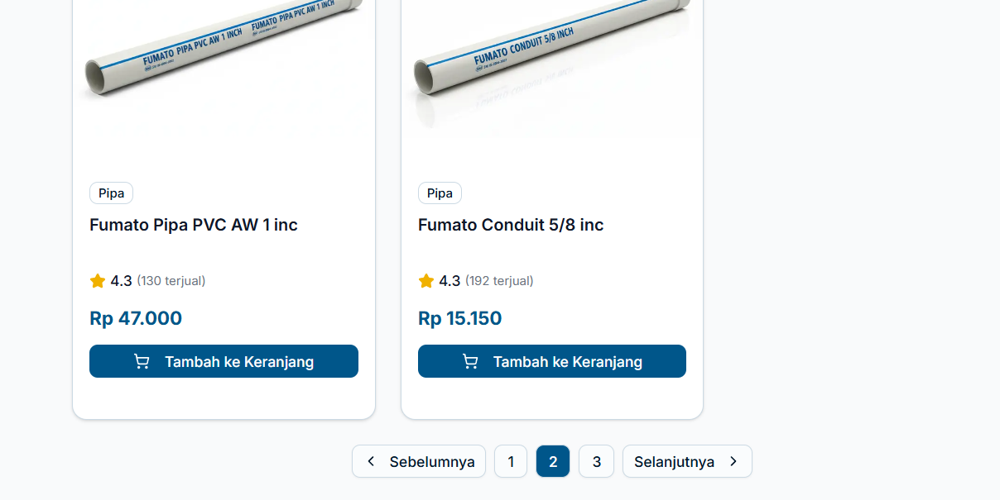 FUMATO PIPA PVC AW 1 INCH FUMATO PIPA PVC AW 1 INCH
FUMATO CONDUIT 5/8 INCH
Pipa
Fumato Pipa PVC AW 1 inc
4.3 (130 terjual)
Rp 47.000
Tambah ke Keranjang
Pipa
Fumato Conduit 5/8 inc
4.3 (192 terjual)
Rp 15.150
Tambah ke Keranjang
Sebelumnya 1 2 3 Selanjutnya